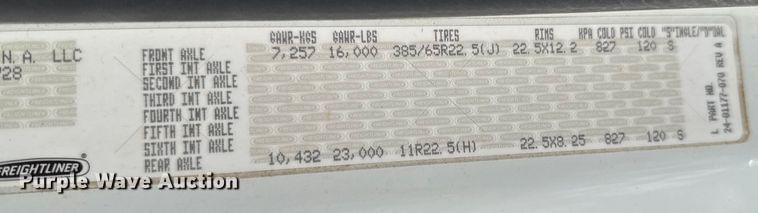 GAWR-KGS GAWR-LBS TIRES RIMS KPA COLD PSI COLD "S"INGLE/"D"UAL
N.A. LLC FRONT AXLE 7,257 16,000 385/65R22.5(J) 22.5X12.2 827 120 S
728 FIRST INT AXLE
SECOND INT AXLE
THIRD INT AXLE
FOURTH INT AXLE
FIFTH INT AXLE
SIXTH INT AXLE
REAR AXLE 10,432 23,000 11R22.5(H) 22.5X8.25 827 120 S
L PART NO.
24-01177-070 REV A
FREIGHTLINER
Purple Wave Auction